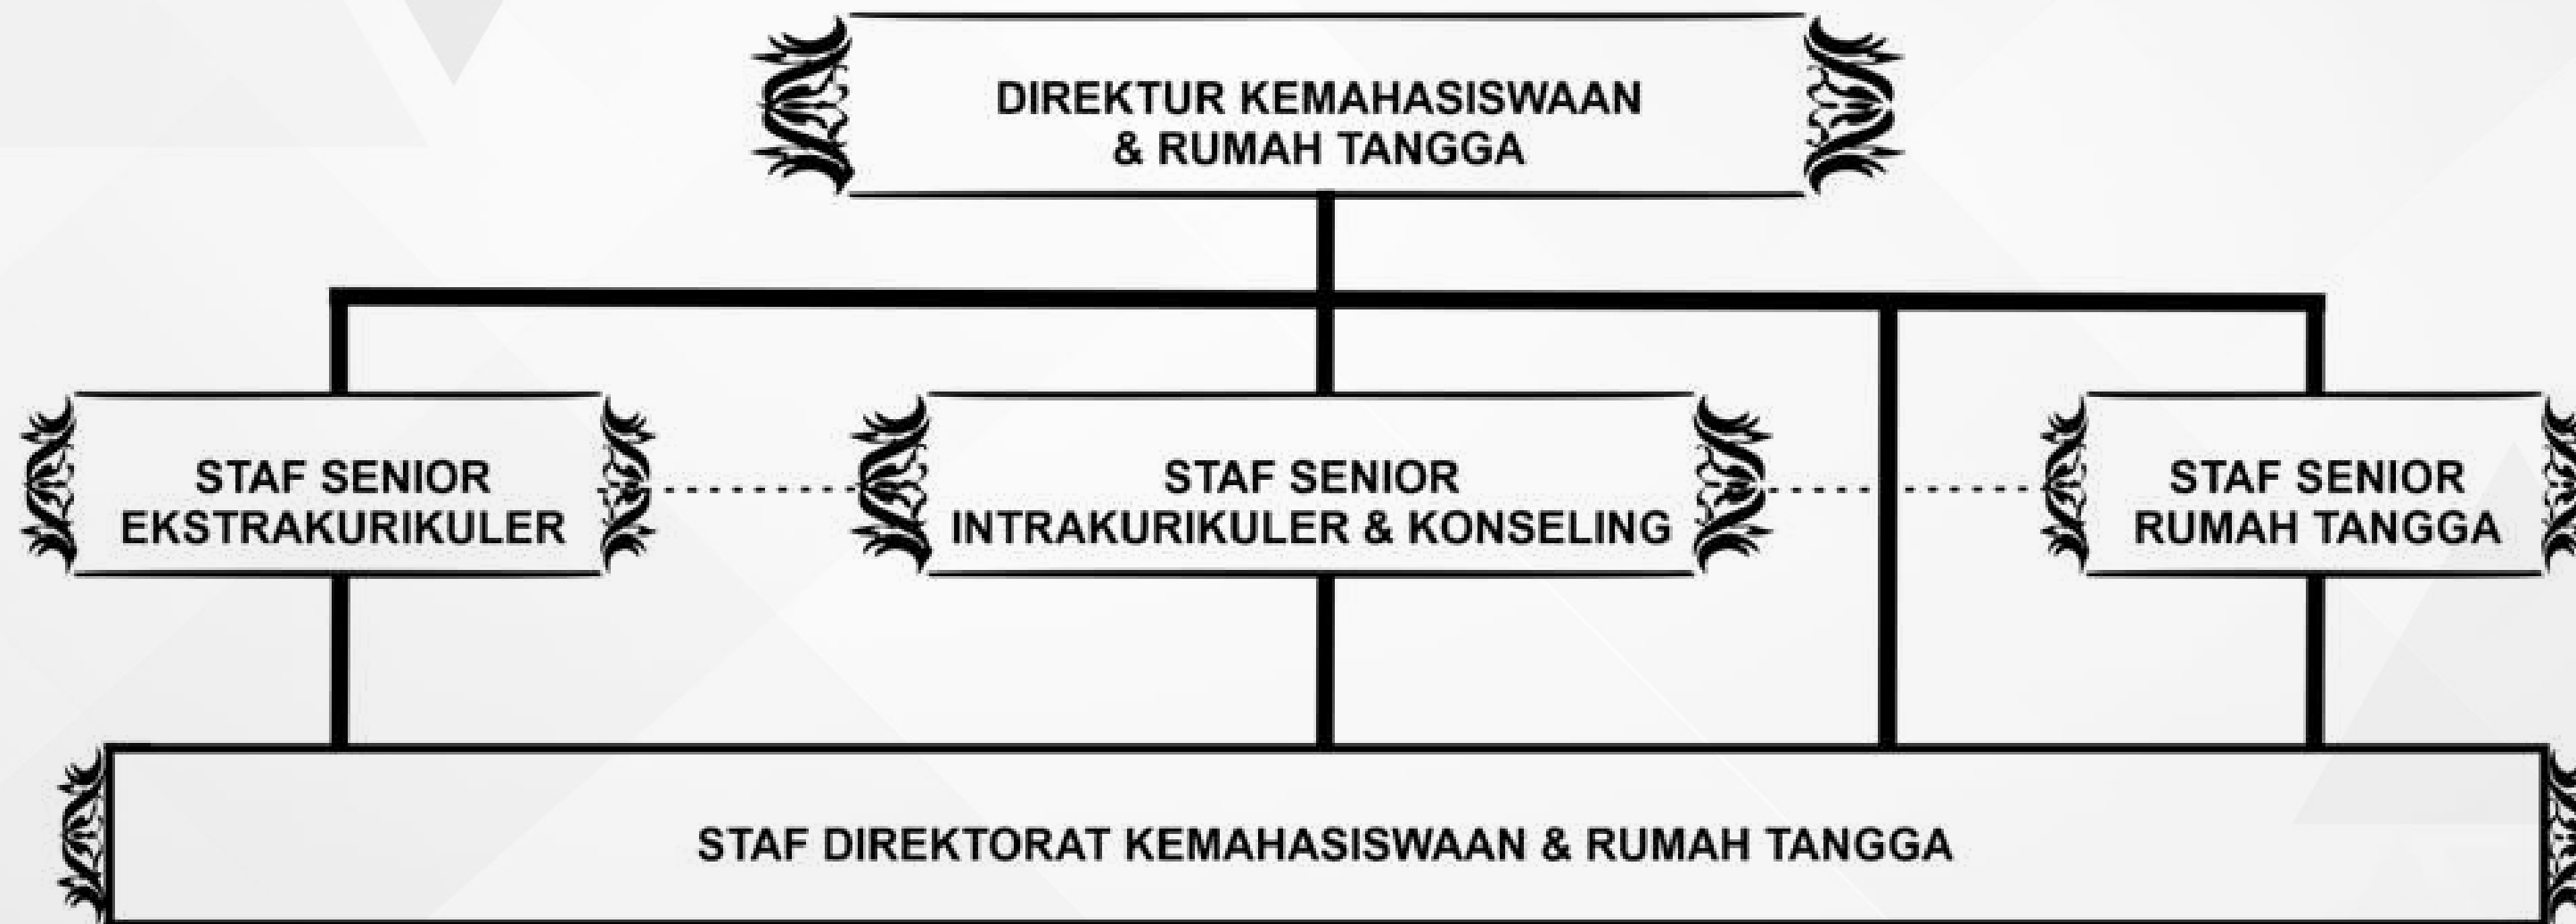 DIREKTUR KEMAHASISWAAN
& RUMAH TANGGA
STAF SENIOR
EKSTRAKURIKULER
STAF SENIOR
INTRAKURIKULER & KONSELING
STAF SENIOR
RUMAH TANGGA
STAF DIREKTORAT KEMAHASISWAAN & RUMAH TANGGA